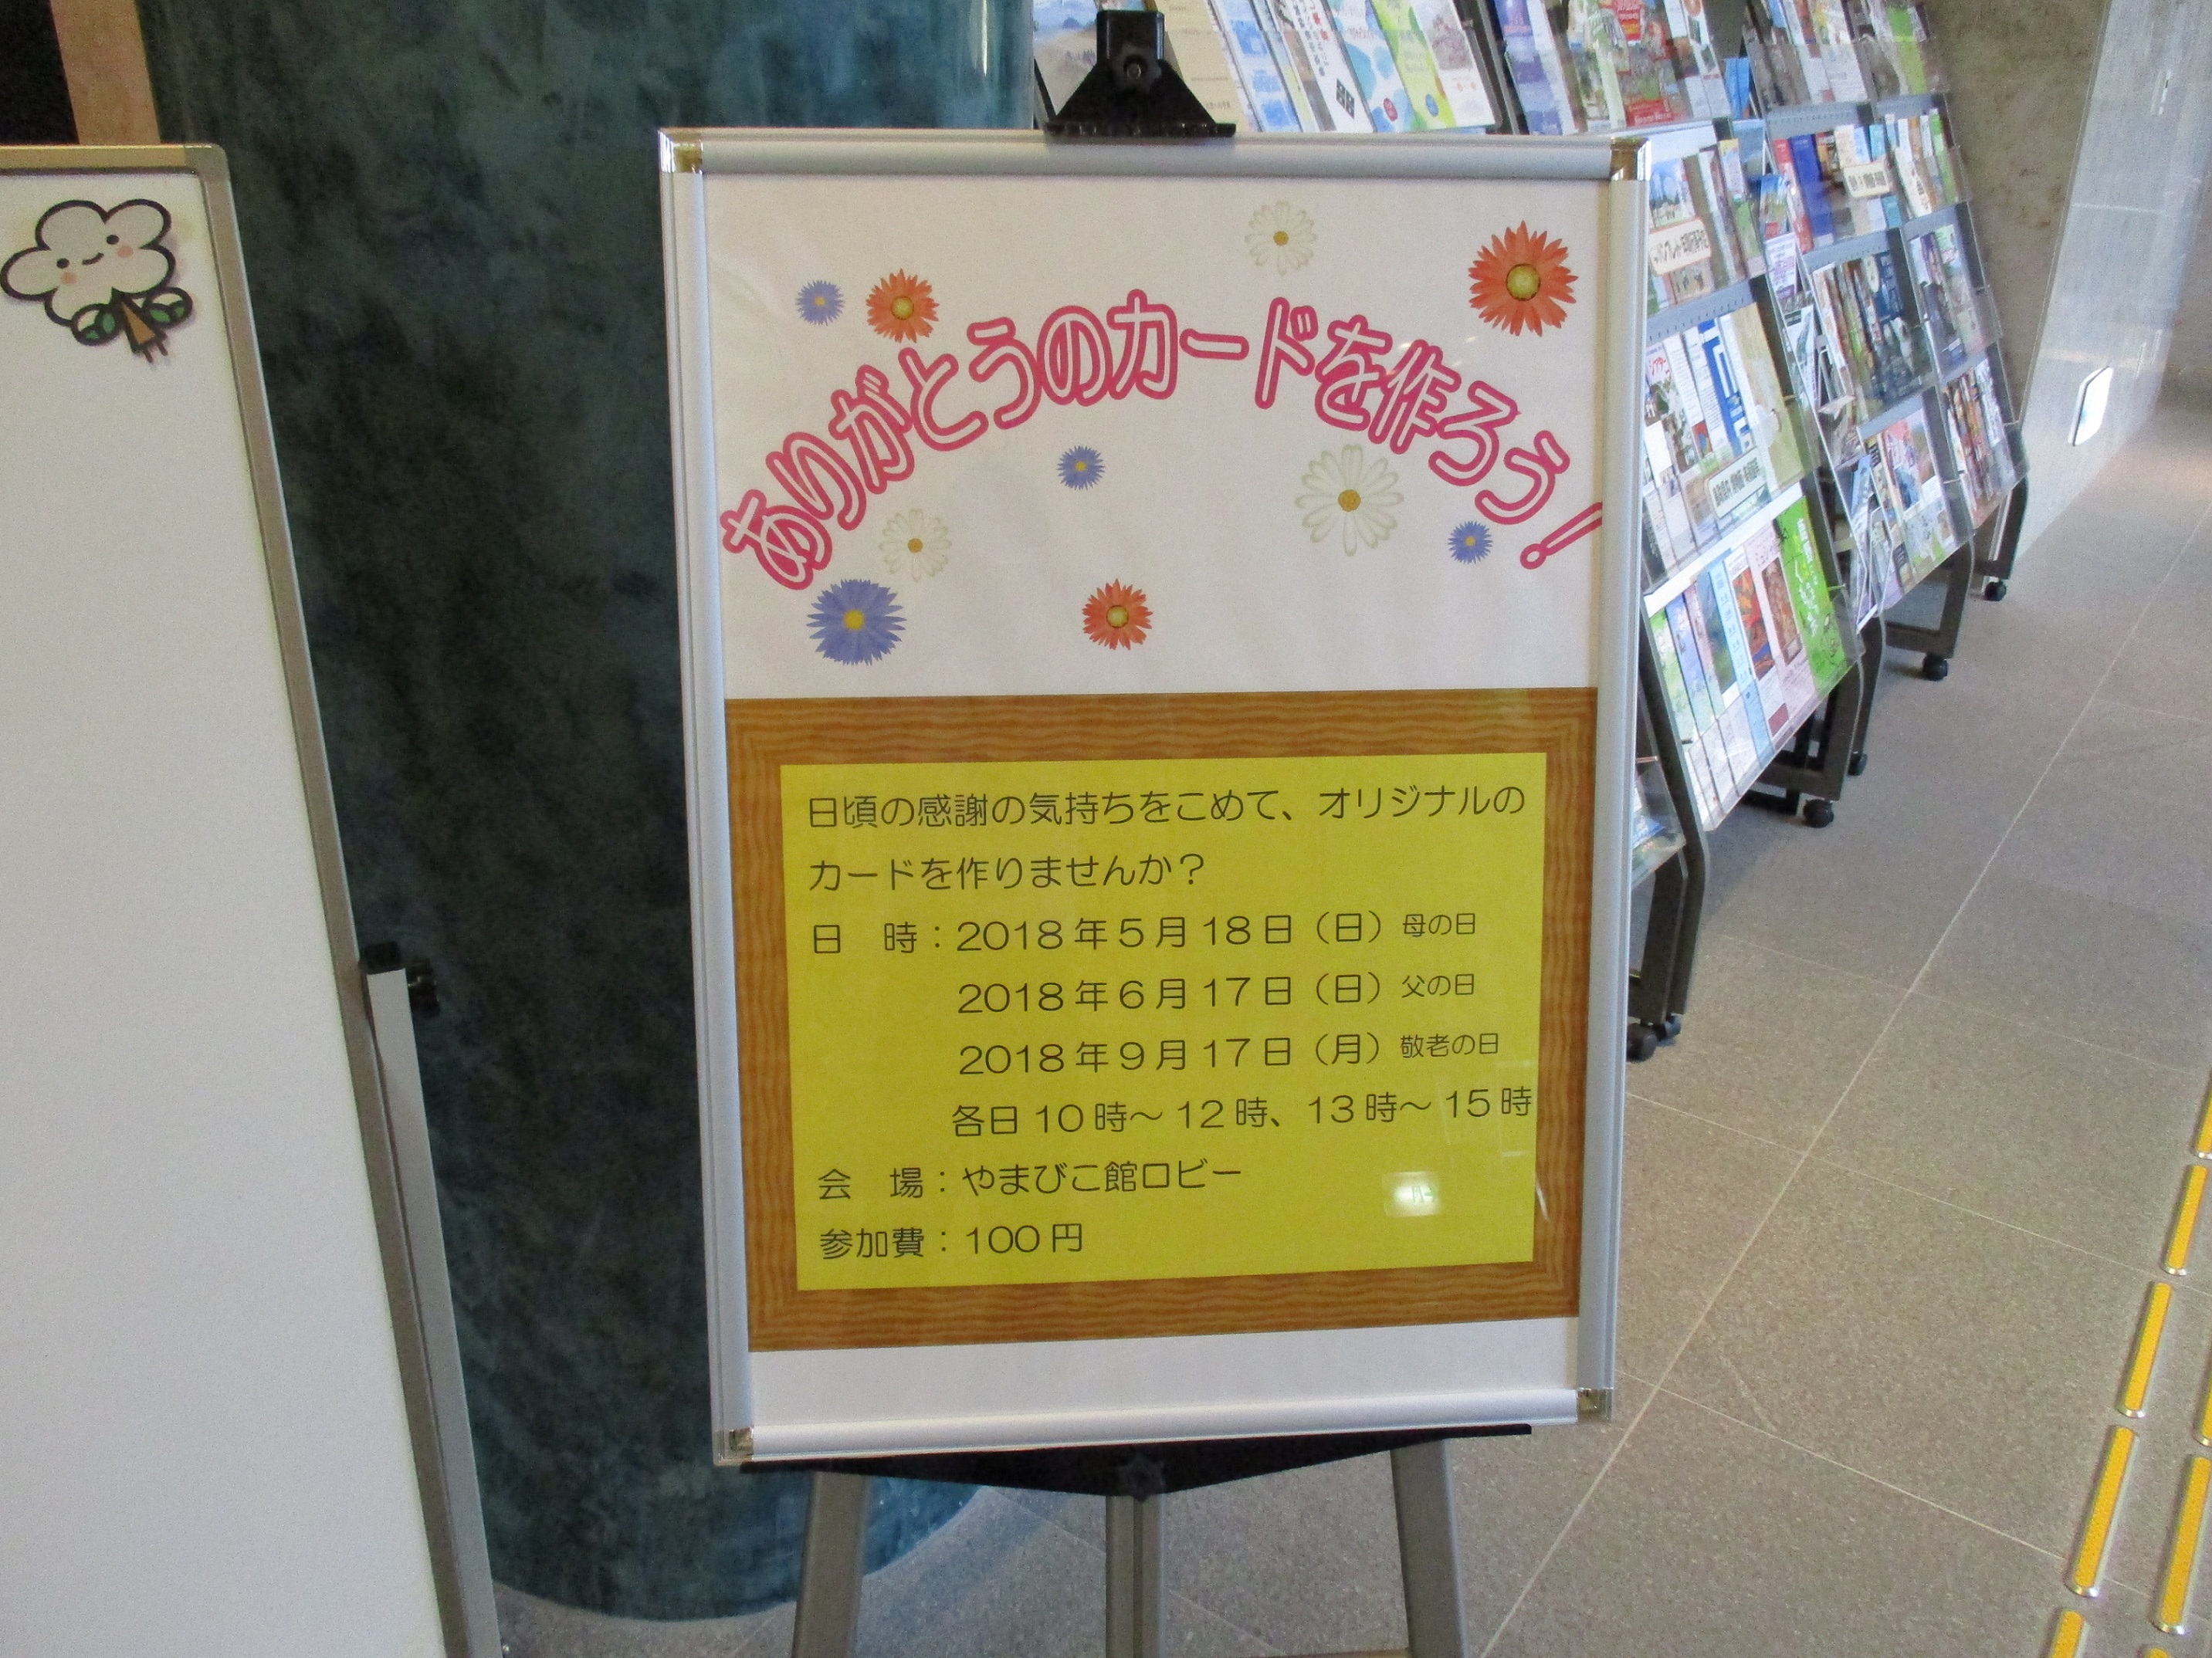 ありがとうのカードを作ろう！
日頃の感謝の気持ちをこめて、オリジナルの
カードを作りませんか？
日　時：2018年5月18日（日）母の日
2018年6月17日（日）父の日
2018年9月17日（月）敬老の日
各日10時～12時、13時～15時
会　場：やまびこ館ロビー
参加費：100円